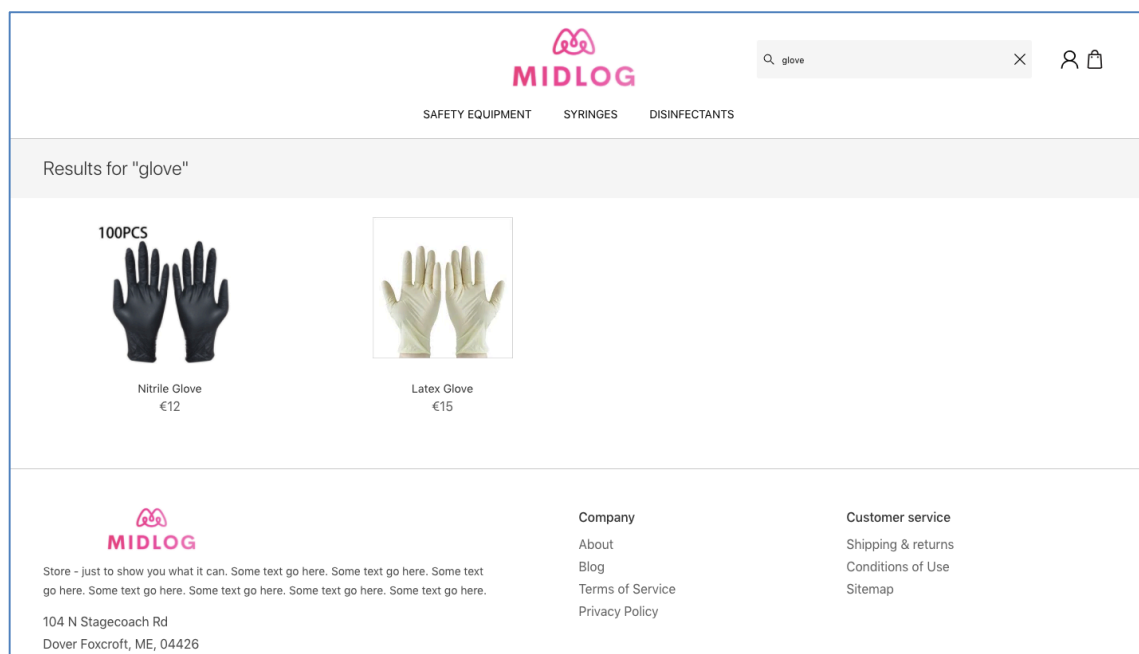 MIDLOG
glove
SAFETY EQUIPMENT SYRINGES DISINFECTANTS
Results for "glove"
100PCS
Nitrile Glove
€12
Latex Glove
€15
MIDLOG
Store - just to show you what it can. Some text go here. Some text go here. Some text
go here. Some text go here. Some text go here. Some text go here. Some text go here.
104 N Stagecoach Rd
Dover Foxcroft, ME, 04426
Company
About
Blog
Terms of Service
Privacy Policy
Customer service
Shipping & returns
Conditions of Use
Sitemap